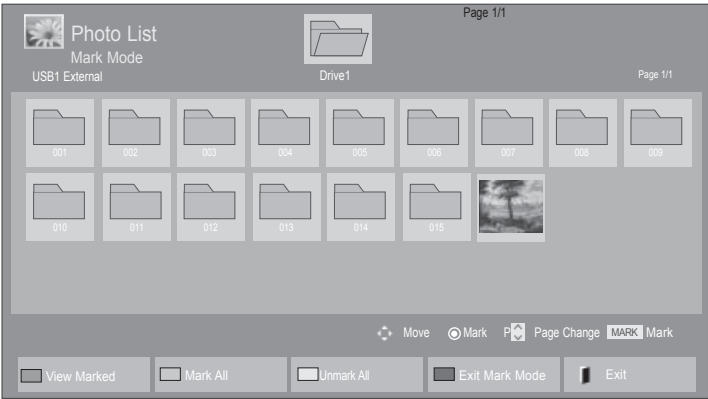 Page 1/1
Photo List
Mark Mode
USB1 External
Drive1
Page 1/1
001 002 003 004 005 006 007 008 009
010 011 012 013 014 015
Move Mark P Page Change MARK Mark
View Marked Mark All Unmark All Exit Mark Mode Exit